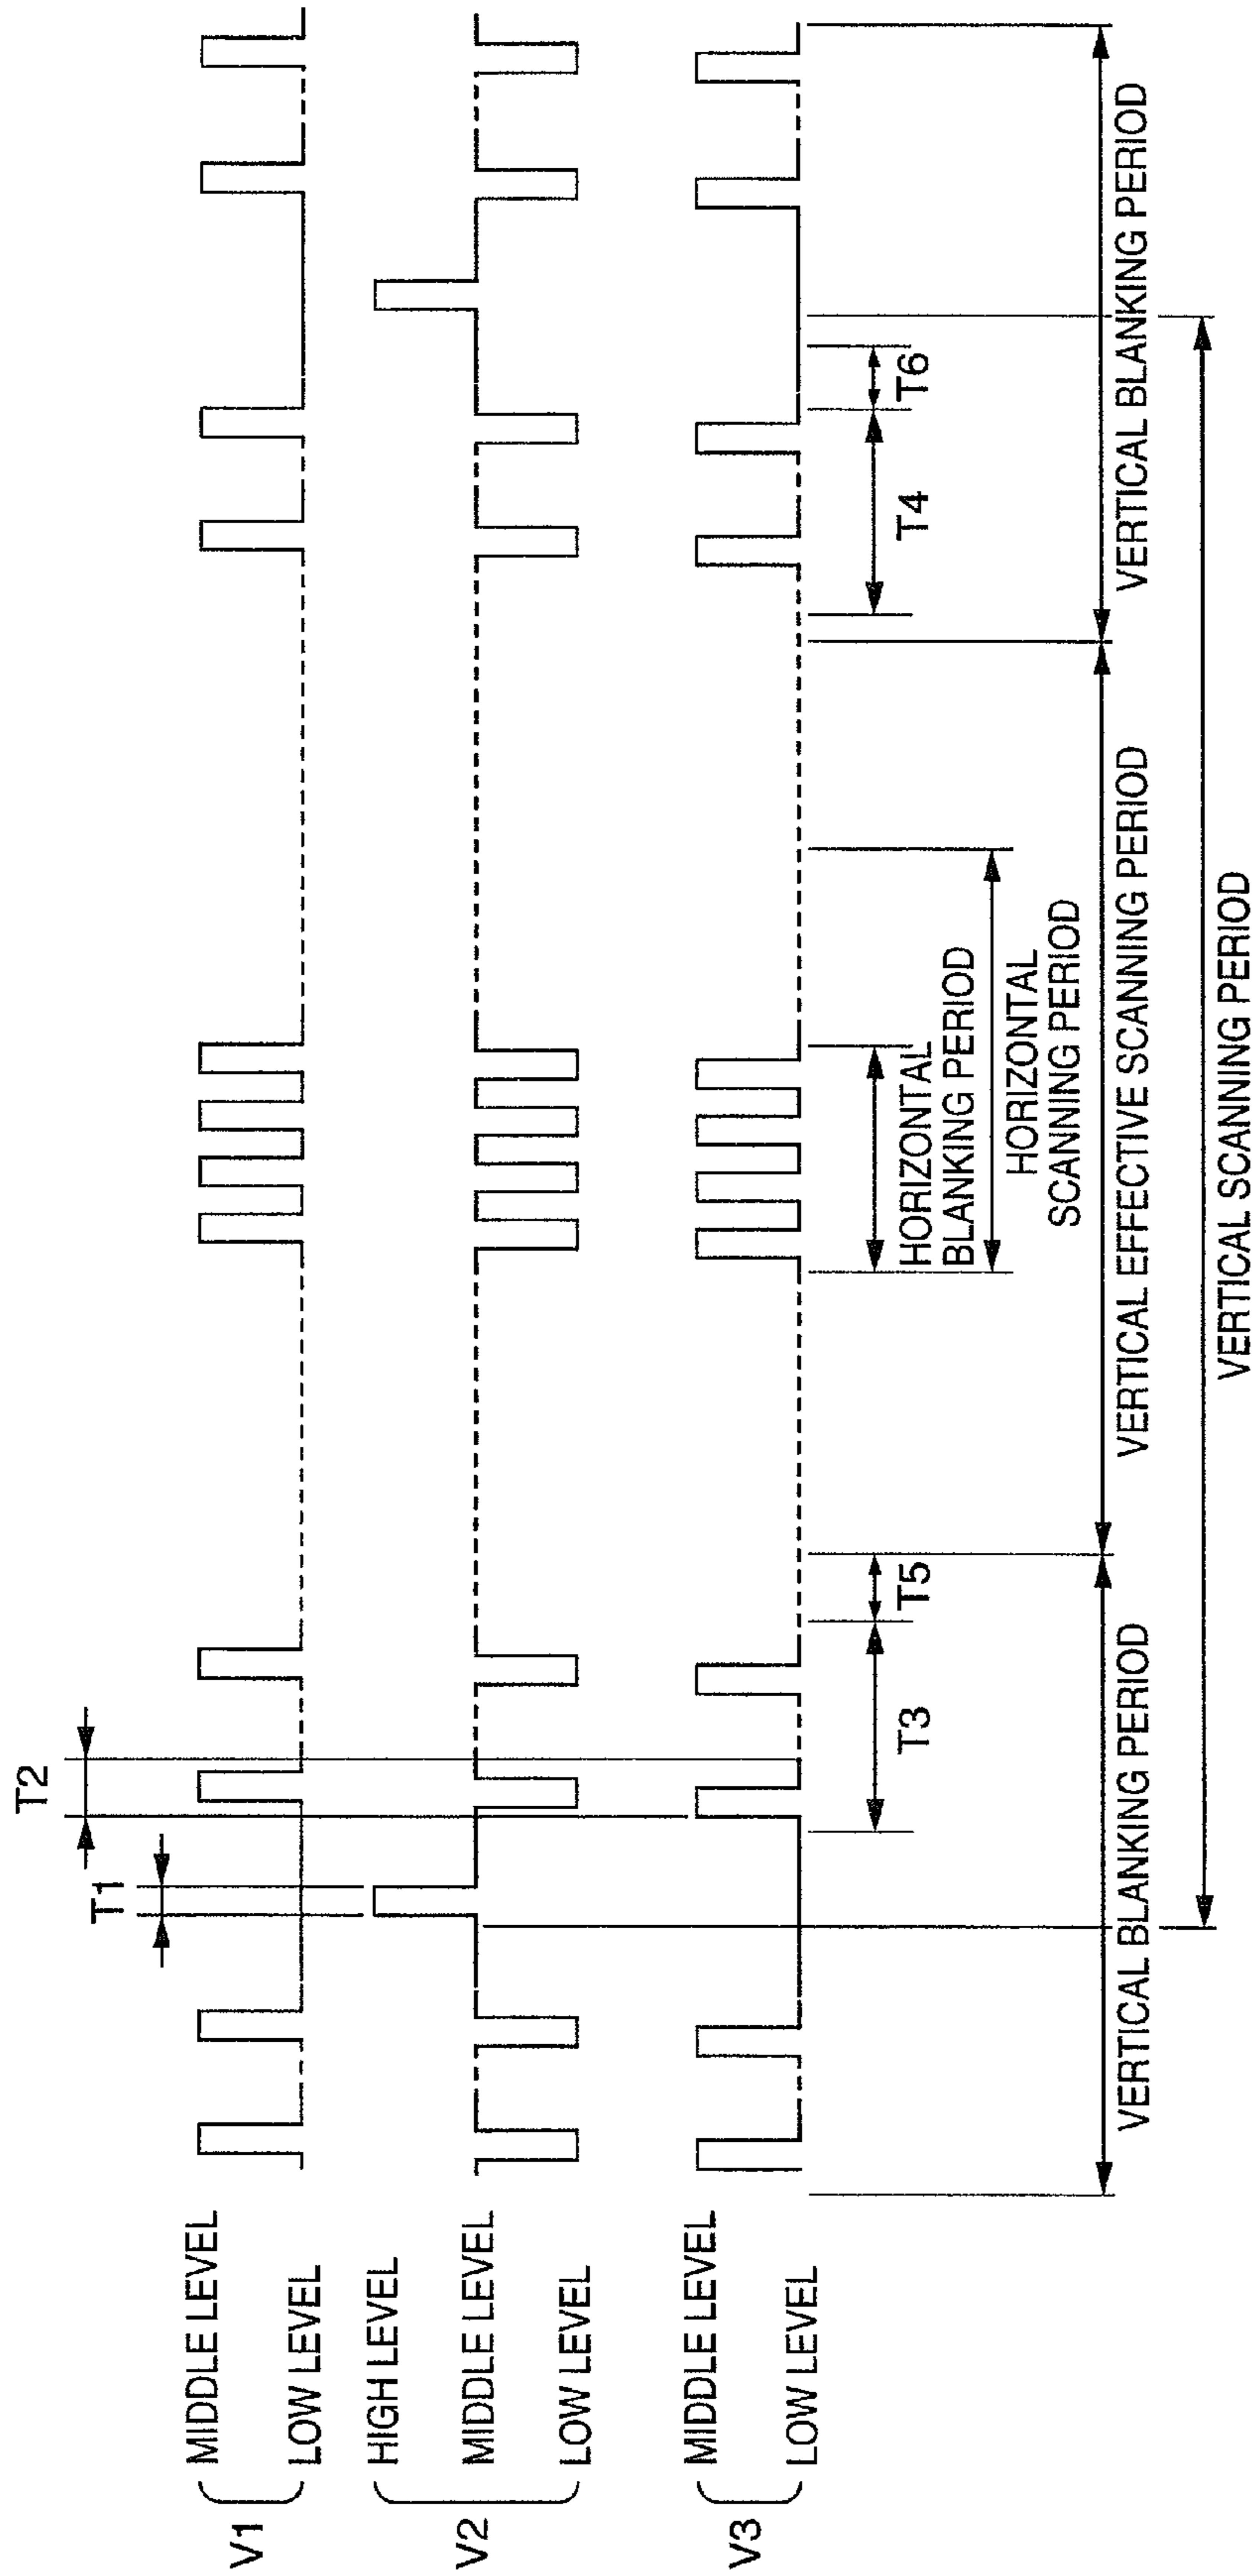 T2
T1
V1
MIDDLE LEVEL
LOW LEVEL
V2
HIGH LEVEL
MIDDLE LEVEL
LOW LEVEL
V3
MIDDLE LEVEL
LOW LEVEL
T3
T5
HORIZONTAL
BLANKING PERIOD
HORIZONTAL
SCANNING PERIOD
T4
T6
VERTICAL BLANKING PERIOD
VERTICAL EFFECTIVE SCANNING PERIOD
VERTICAL BLANKING PERIOD
VERTICAL SCANNING PERIOD